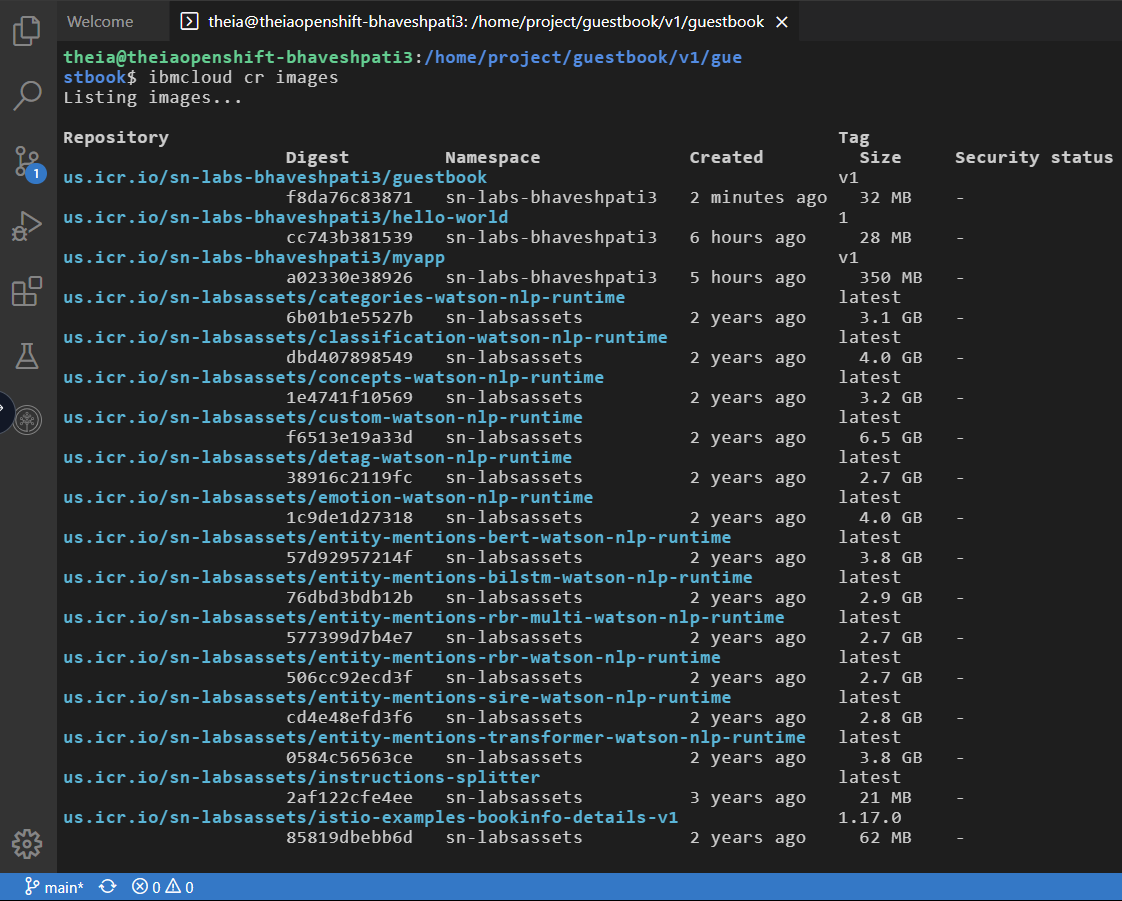 Welcome
theia@theiaopenshift-bhaveshpati3: /home/project/guestbook/v1/guestbook
theia@theiaopenshift-bhaveshpati3:/home/project/guestbook/v1/gue
stbook$ ibmcloud cr images
Listing images...
Repository Tag
Digest Namespace Created Size Security status
us.icr.io/sn-labs-bhaveshpati3/guestbook v1
f8da76c83871 sn-labs-bhaveshpati3 2 minutes ago 32 MB -
us.icr.io/sn-labs-bhaveshpati3/hello-world 1
cc743b381539 sn-labs-bhaveshpati3 6 hours ago 28 MB -
us.icr.io/sn-labs-bhaveshpati3/myapp v1
a02330e38926 sn-labs-bhaveshpati3 5 hours ago 350 MB -
us.icr.io/sn-labsassets/categories-watson-nlp-runtime latest
6b01b1e5527b sn-labsassets 2 years ago 3.1 GB -
us.icr.io/sn-labsassets/classification-watson-nlp-runtime latest
dbd407898549 sn-labsassets 2 years ago 4.0 GB -
us.icr.io/sn-labsassets/concepts-watson-nlp-runtime latest
1e4741f10569 sn-labsassets 2 years ago 3.2 GB -
us.icr.io/sn-labsassets/custom-watson-nlp-runtime latest
f6513e19a33d sn-labsassets 2 years ago 6.5 GB -
us.icr.io/sn-labsassets/detag-watson-nlp-runtime latest
38916c2119fc sn-labsassets 2 years ago 2.7 GB -
us.icr.io/sn-labsassets/emotion-watson-nlp-runtime latest
1c9de1d27318 sn-labsassets 2 years ago 4.0 GB -
us.icr.io/sn-labsassets/entity-mentions-bert-watson-nlp-runtime latest
57d92957214f sn-labsassets 2 years ago 3.8 GB -
us.icr.io/sn-labsassets/entity-mentions-bilstm-watson-nlp-runtime latest
76dbd3bdb12b sn-labsassets 2 years ago 2.9 GB -
us.icr.io/sn-labsassets/entity-mentions-rbr-multi-watson-nlp-runtime latest
577399d7b4e7 sn-labsassets 2 years ago 2.7 GB -
us.icr.io/sn-labsassets/entity-mentions-rbr-watson-nlp-runtime latest
506cc92ecd3f sn-labsassets 2 years ago 2.7 GB -
us.icr.io/sn-labsassets/entity-mentions-sire-watson-nlp-runtime latest
cd4e48efd3f6 sn-labsassets 2 years ago 2.8 GB -
us.icr.io/sn-labsassets/entity-mentions-transformer-watson-nlp-runtime latest
0584c56563ce sn-labsassets 2 years ago 3.8 GB -
us.icr.io/sn-labsassets/instructions-splitter latest
2af122cfe4ee sn-labsassets 3 years ago 21 MB -
us.icr.io/sn-labsassets/istio-examples-bookinfo-details-v1 1.17.0
85819dbebb6d sn-labsassets 2 years ago 62 MB -
1
main* 0 0